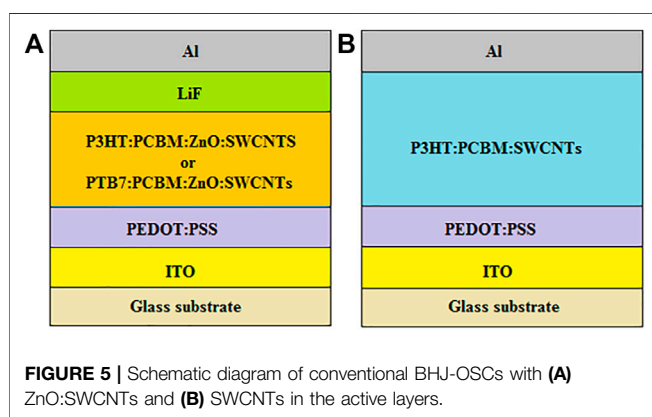 A
Al
LiF
P3HT:PCBM:ZnO:SWCNTS
or
PTB7:PCBM:ZnO:SWCNTs
PEDOT:PSS
ITO
Glass substrate
B
Al
P3HT:PCBM:SWCNTs
PEDOT:PSS
ITO
Glass substrate
FIGURE 5 | Schematic diagram of conventional BHJ-OSCs with (A)
ZnO:SWCNTs and (B) SWCNTs in the active layers.